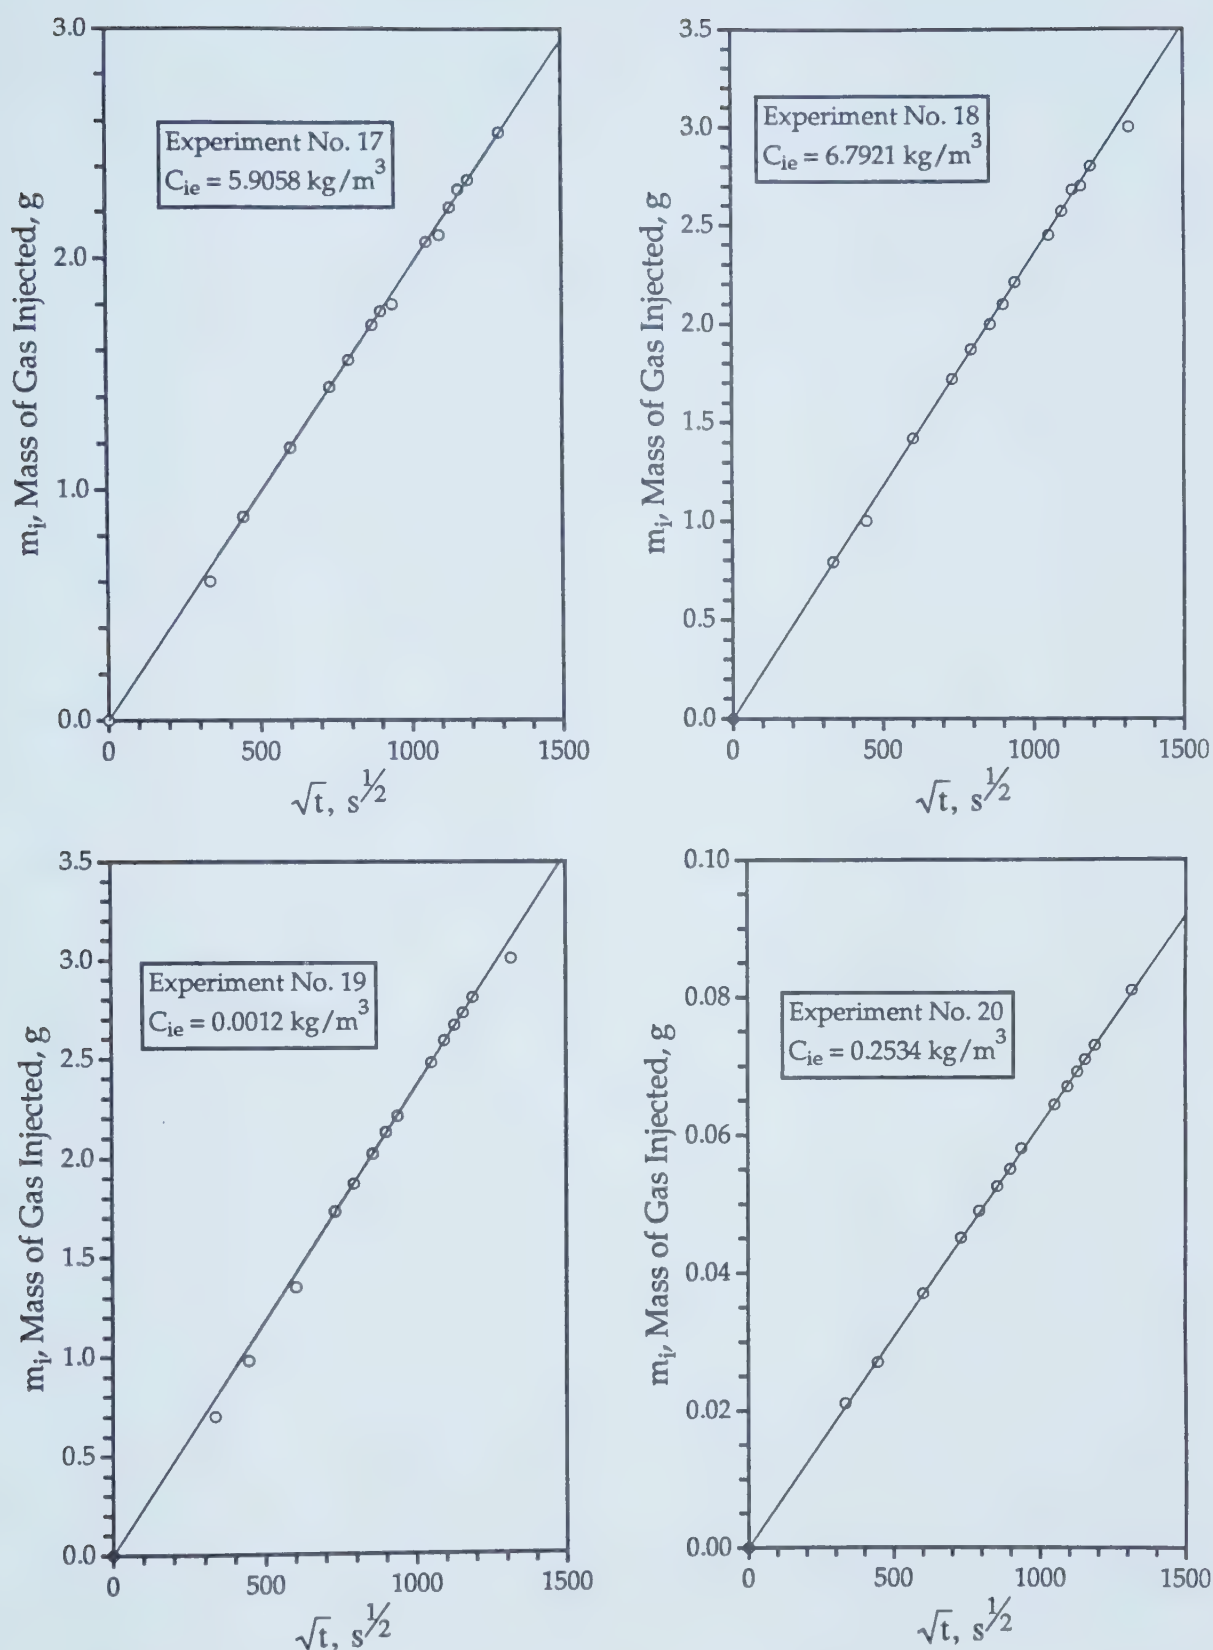 3.0
2.0
1.0
0.0
m_i, Mass of Gas Injected, g
Experiment No. 17
C_ie = 5.9058 kg/m³
0 500 1000 1500
√t, s^1/2
3.5
3.0
2.5
2.0
1.5
1.0
0.5
0.0
m_i, Mass of Gas Injected, g
Experiment No. 18
C_ie = 6.7921 kg/m³
0 500 1000 1500
√t, s^1/2
3.5
3.0
2.5
2.0
1.5
1.0
0.5
0.0
m_i, Mass of Gas Injected, g
Experiment No. 19
C_ie = 0.0012 kg/m³
0 500 1000 1500
√t, s^1/2
0.10
0.08
0.06
0.04
0.02
0.00
m_i, Mass of Gas Injected, g
Experiment No. 20
C_ie = 0.2534 kg/m³
0 500 1000 1500
√t, s^1/2